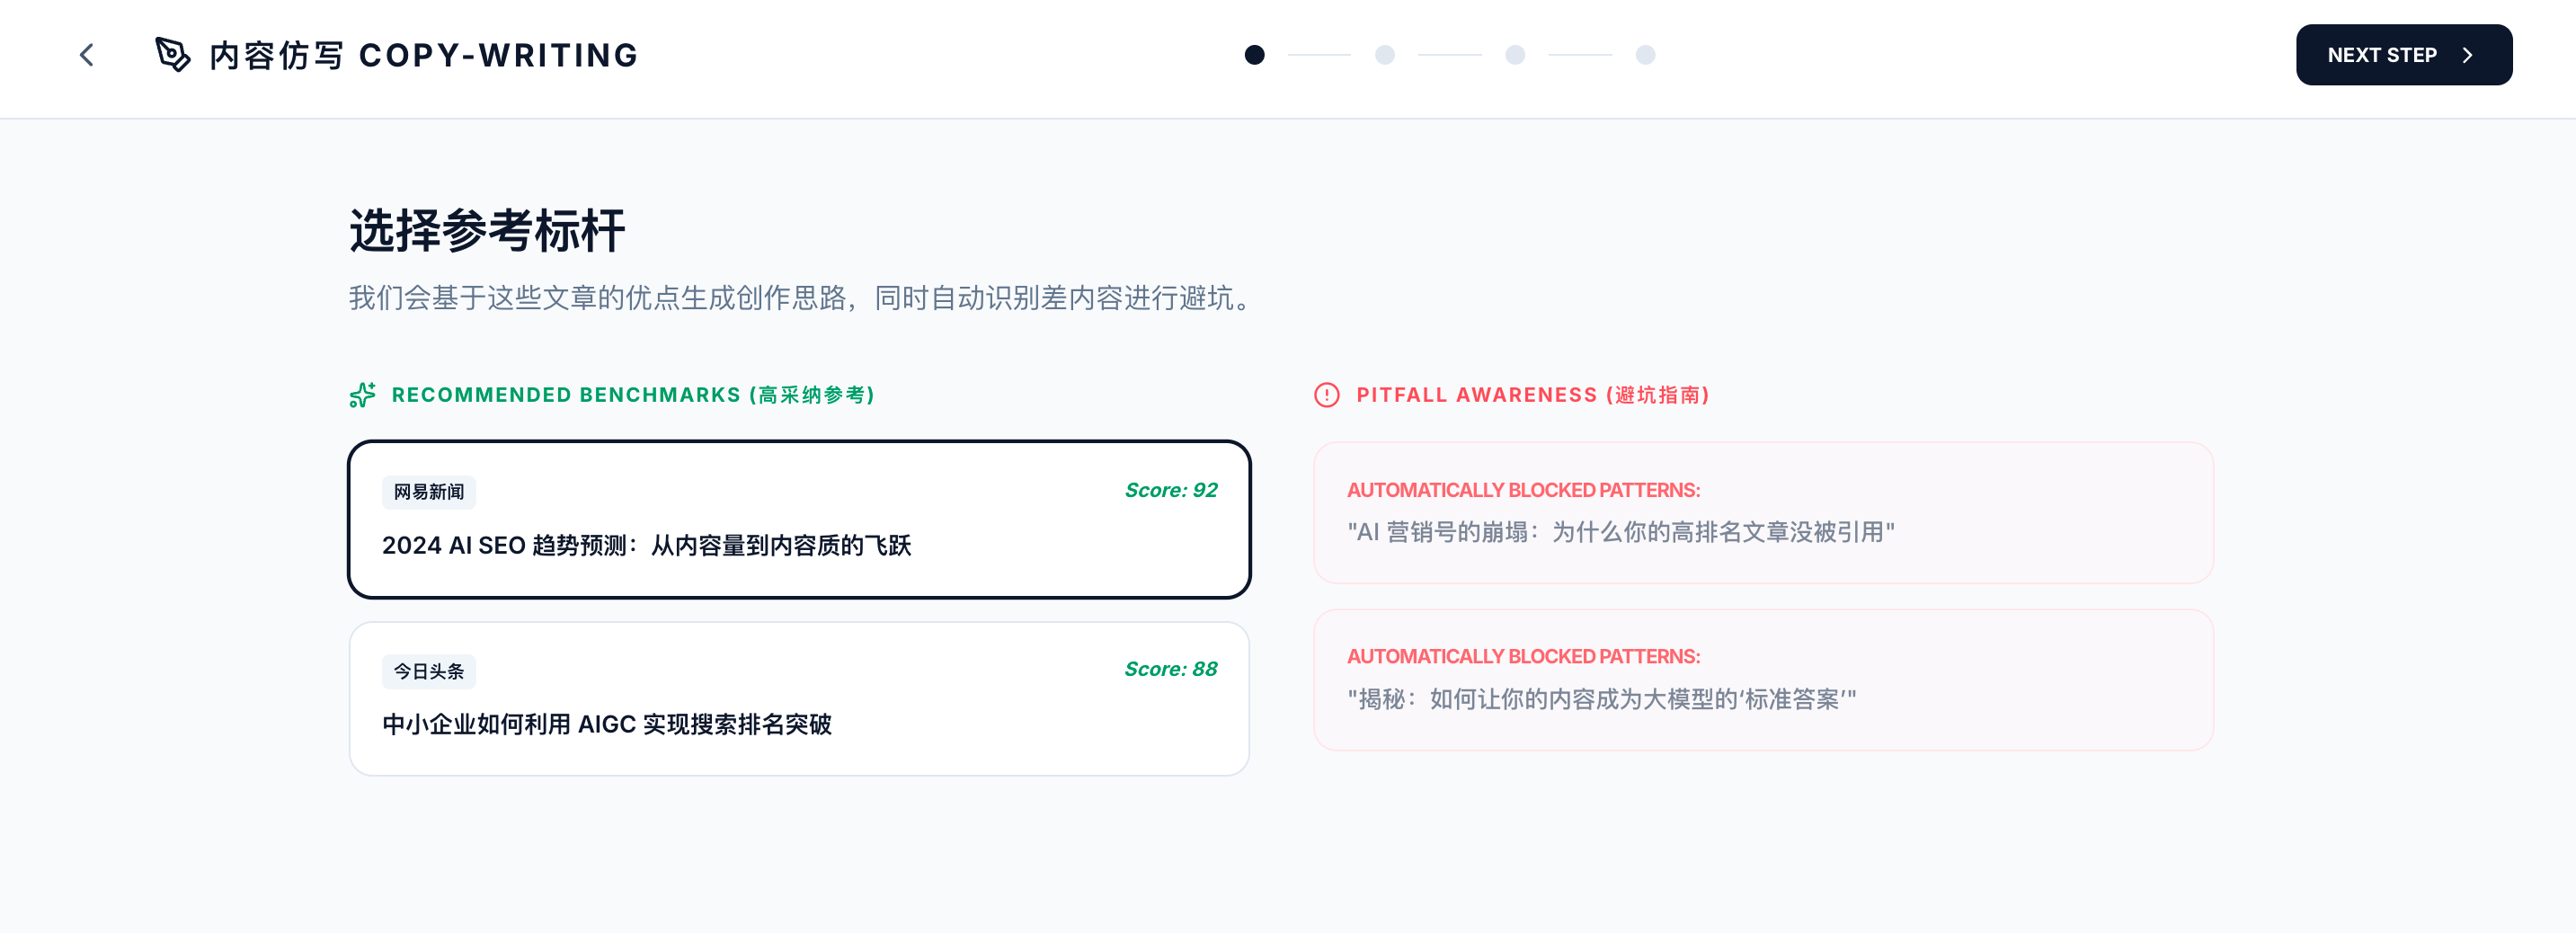 内容仿写 COPY-WRITING
NEXT STEP
选择参考标杆
我们会基于这些文章的优点生成创作思路，同时自动识别差内容进行避坑。
RECOMMENDED BENCHMARKS (高采纳参考)
网易新闻
Score: 92
2024 AI SEO 趋势预测：从内容量到内容质的飞跃
今日头条
Score: 88
中小企业如何利用 AIGC 实现搜索排名突破
PITFALL AWARENESS (避坑指南)
AUTOMATICALLY BLOCKED PATTERNS:
"AI 营销号的崩塌：为什么你的高排名文章没被引用"
AUTOMATICALLY BLOCKED PATTERNS:
"揭秘：如何让你的内容成为大模型的‘标准答案’"